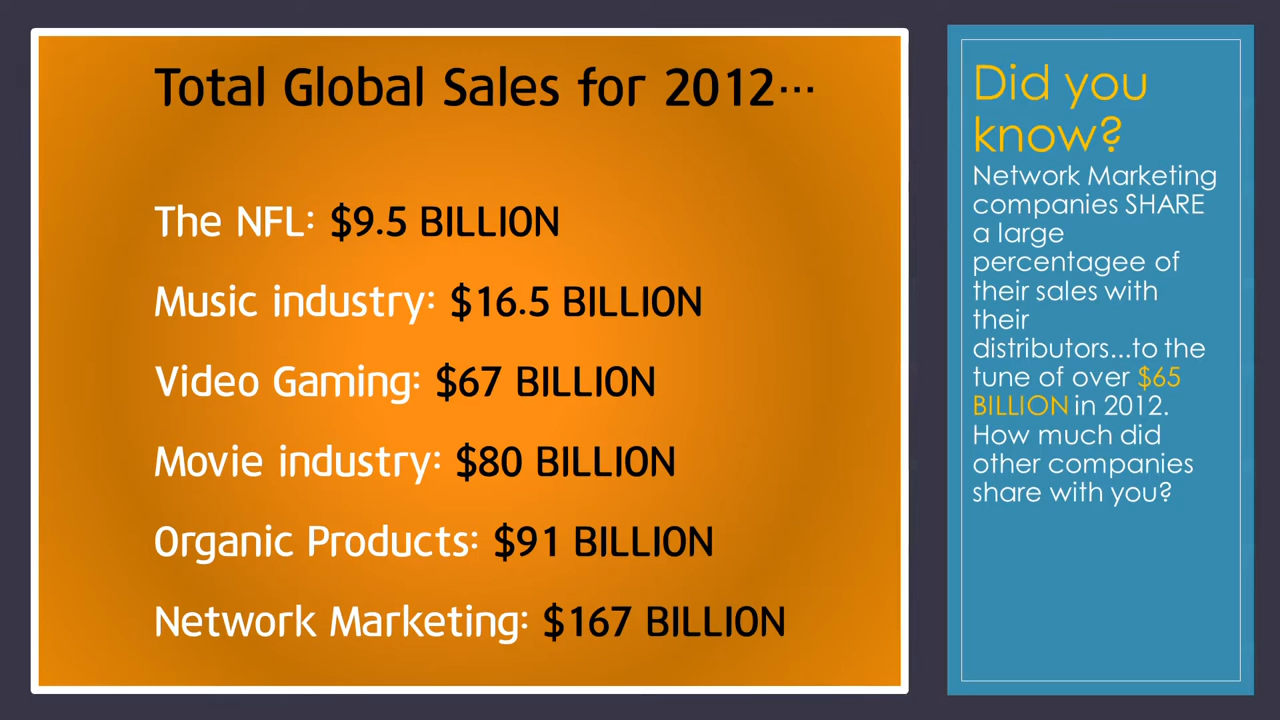 Total Global Sales for 2012...
The NFL: $9.5 BILLION
Music industry: $16.5 BILLION
Video Gaming: $67 BILLION
Movie industry: $80 BILLION
Organic Products: $91 BILLION
Network Marketing: $167 BILLION
Did you
know?
Network Marketing
companies SHARE
a large
percentagee of
their sales with
their
distributors...to the
tune of over $65
BILLION in 2012.
How much did
other companies
share with you?